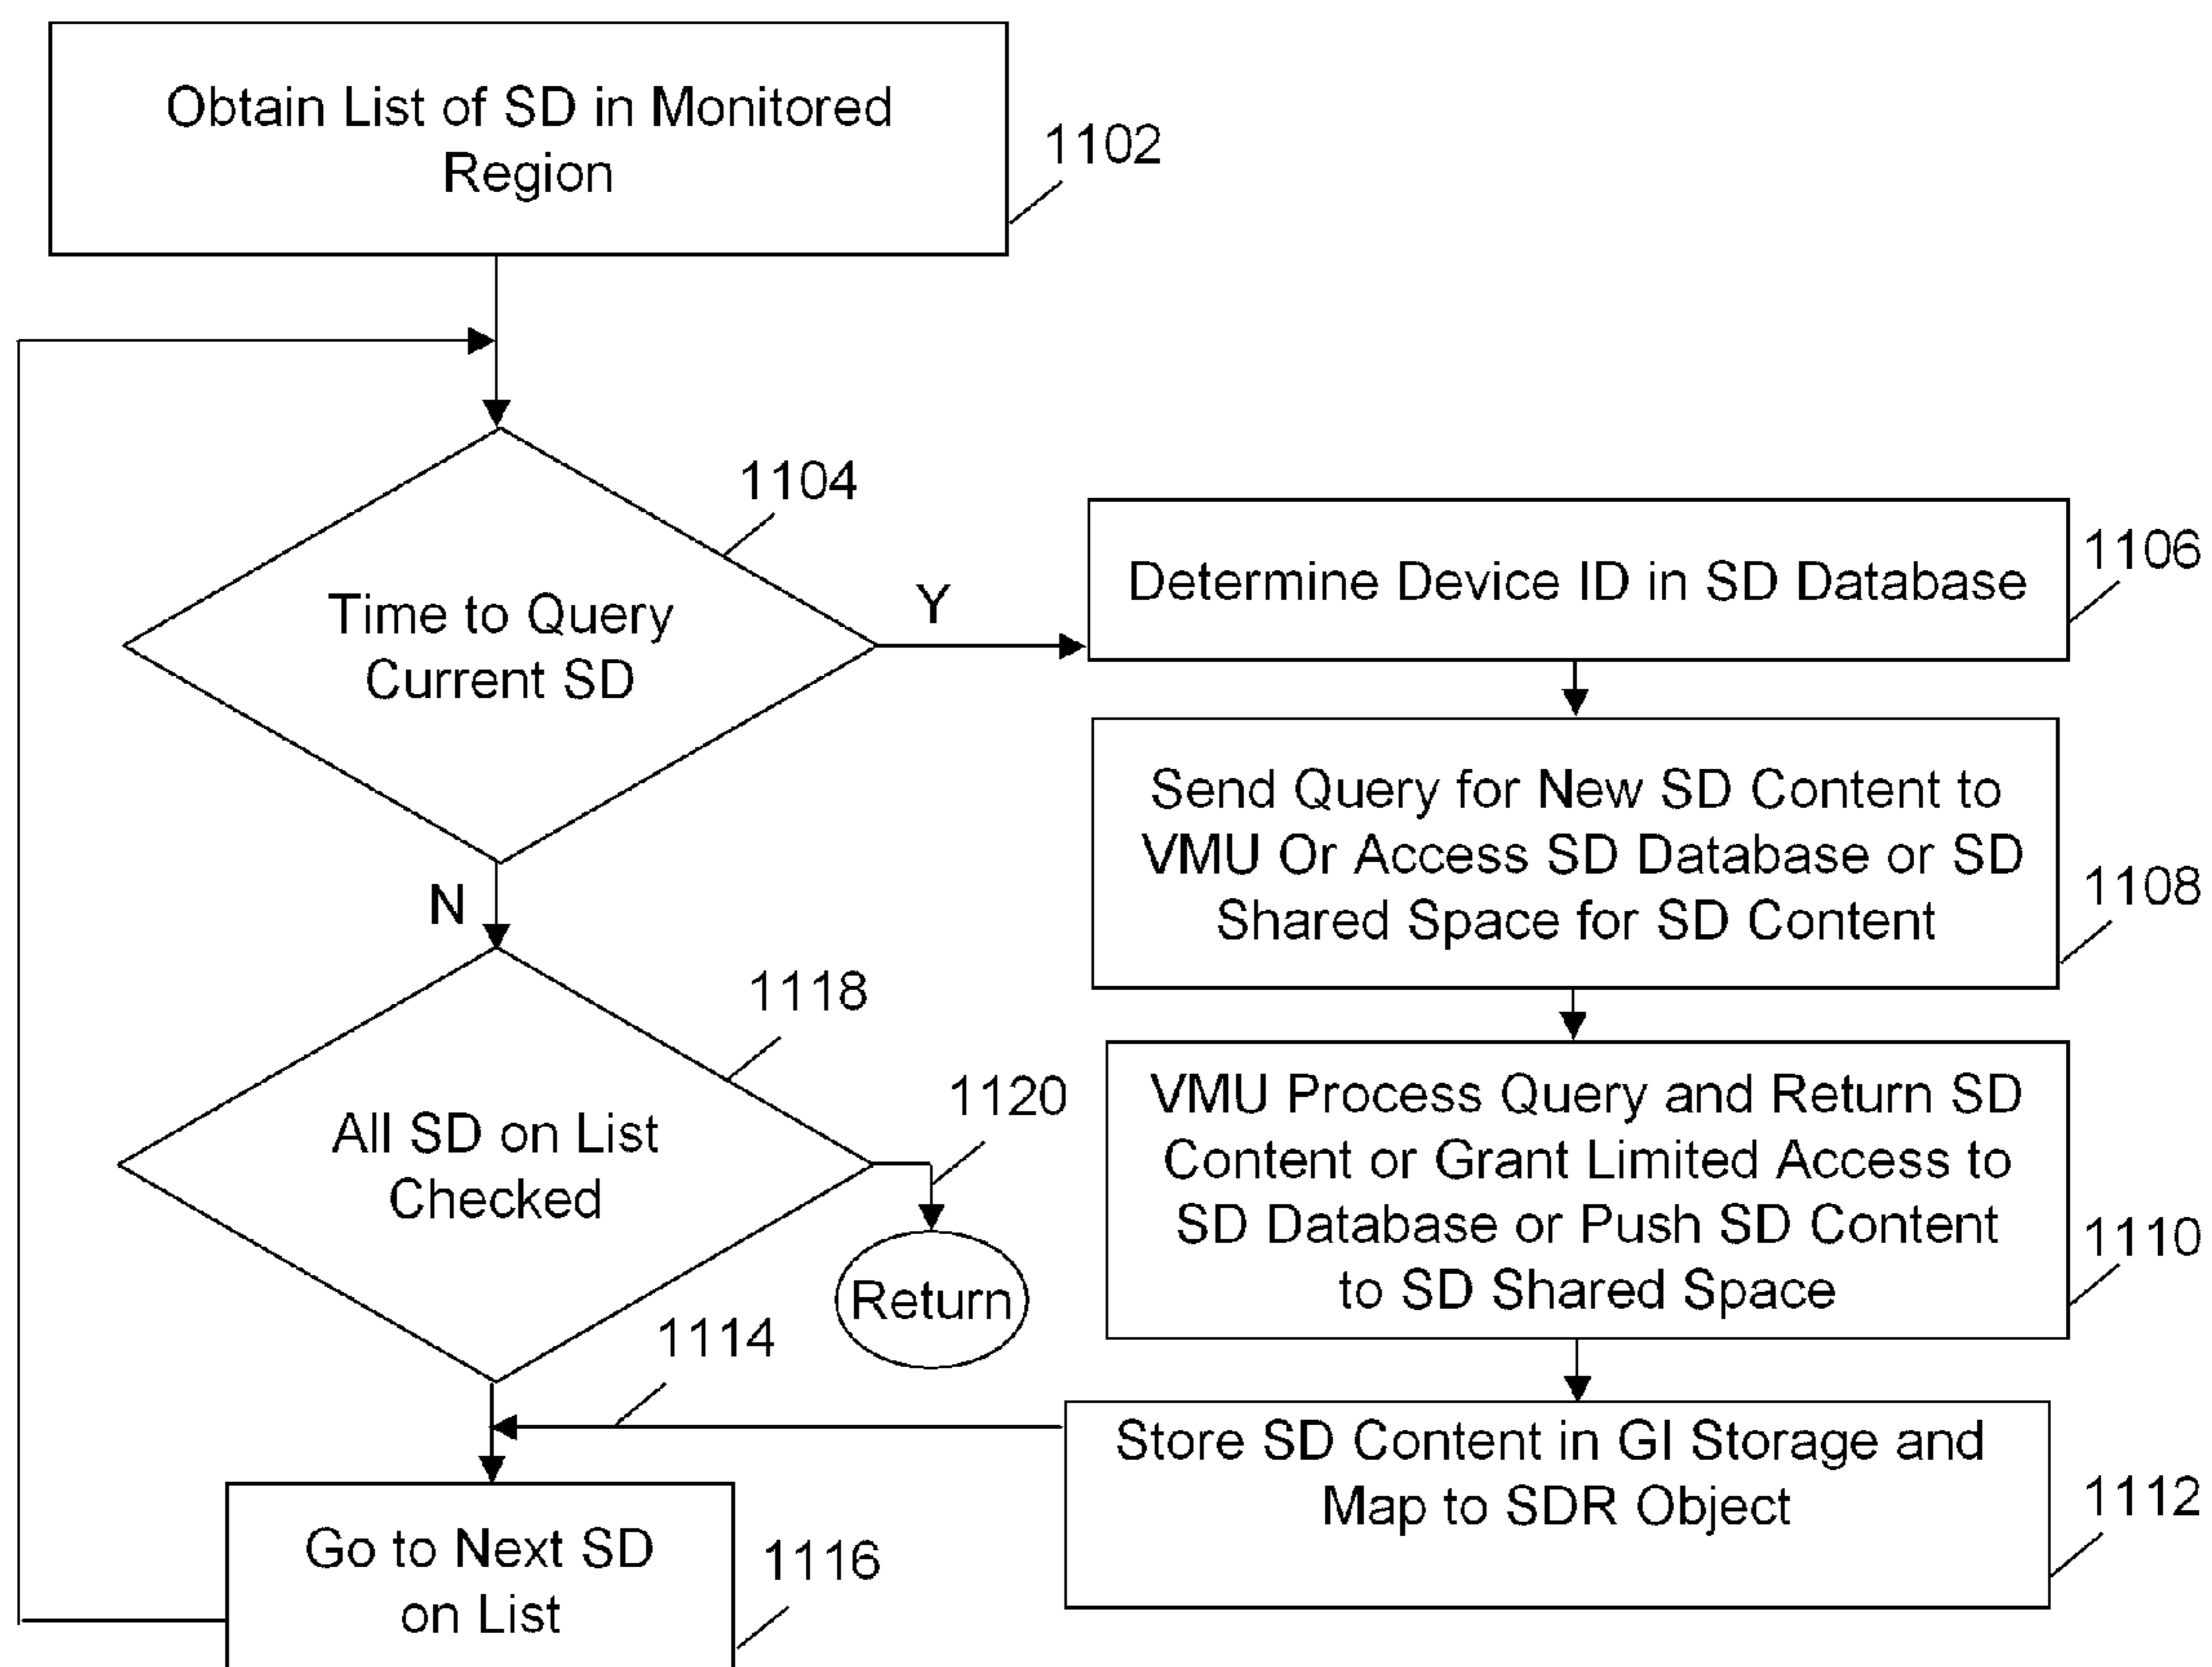 Obtain List of SD in Monitored
Region
1102
1104
Time to Query
Current SD
Y
N
Determine Device ID in SD Database
1106
Send Query for New SD Content to
VMU Or Access SD Database or SD
Shared Space for SD Content
1108
VMU Process Query and Return SD
Content or Grant Limited Access to
SD Database or Push SD Content
to SD Shared Space
1110
Store SD Content in GI Storage and
Map to SDR Object
1112
1118
All SD on List
Checked
1120
Return
1114
Go to Next SD
on List
1116